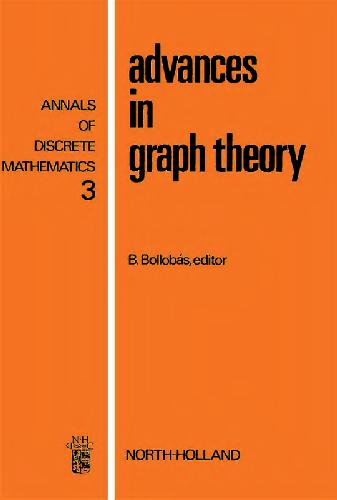 ANNALS
OF
DISCRETE
MATHEMATICS
3
advances
in
graph theory
B. Bollobás, editor
N·H
NORTH-HOLLAND